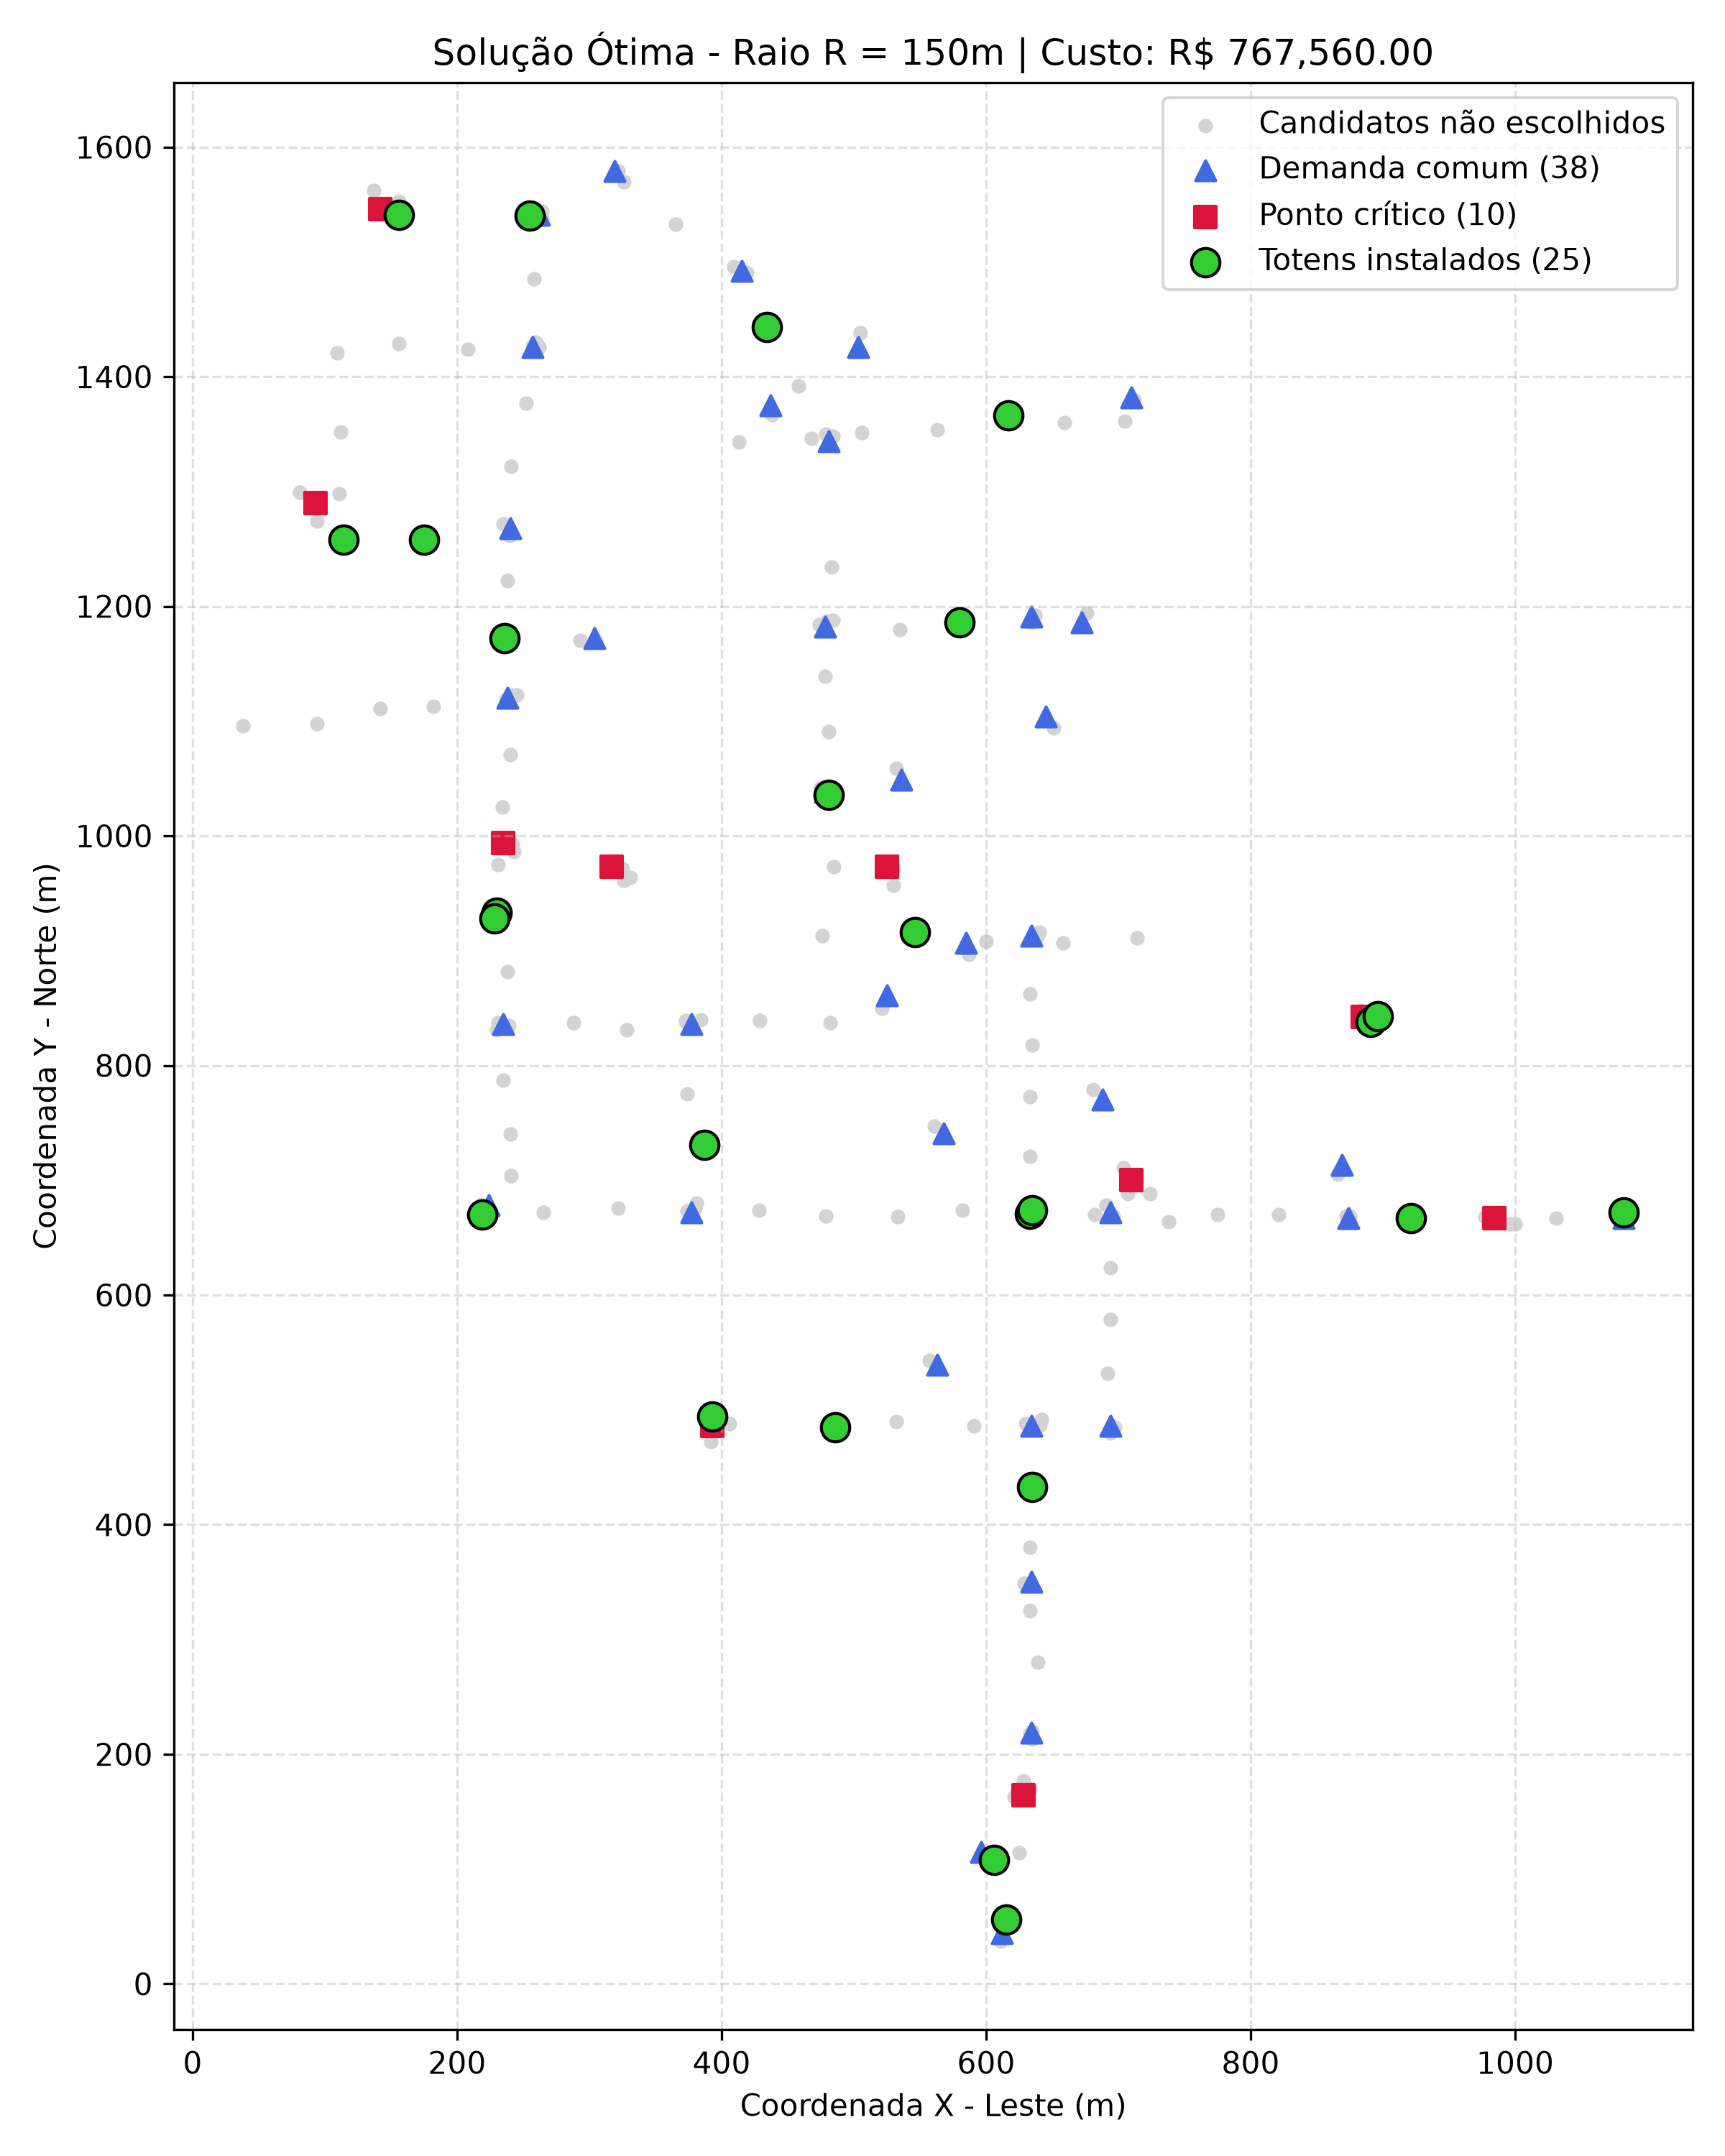 Solução Ótima - Raio R = 150m | Custo: R$ 767,560.00
Candidatos não escolhidos
Demanda comum (38)
Ponto crítico (10)
Totens instalados (25)
Coordenada Y - Norte (m)
1600
1400
1200
1000
800
600
400
200
0
0 200 400 600 800 1000
Coordenada X - Leste (m)